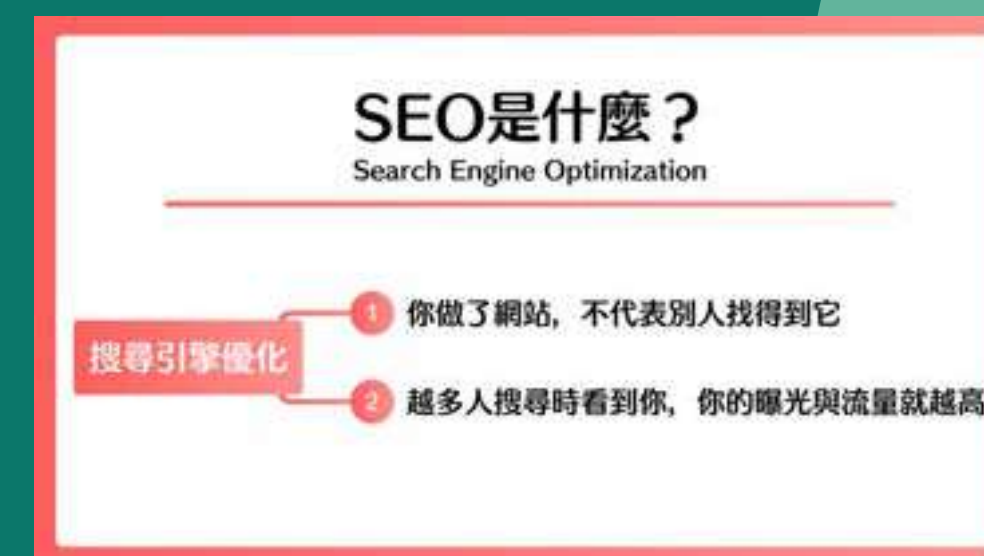 SEO是什麼？
Search Engine Optimization
搜尋引擎優化
1 你做了網站，不代表別人找得到它
2 越多人搜尋時看到你，你的曝光與流量就越高